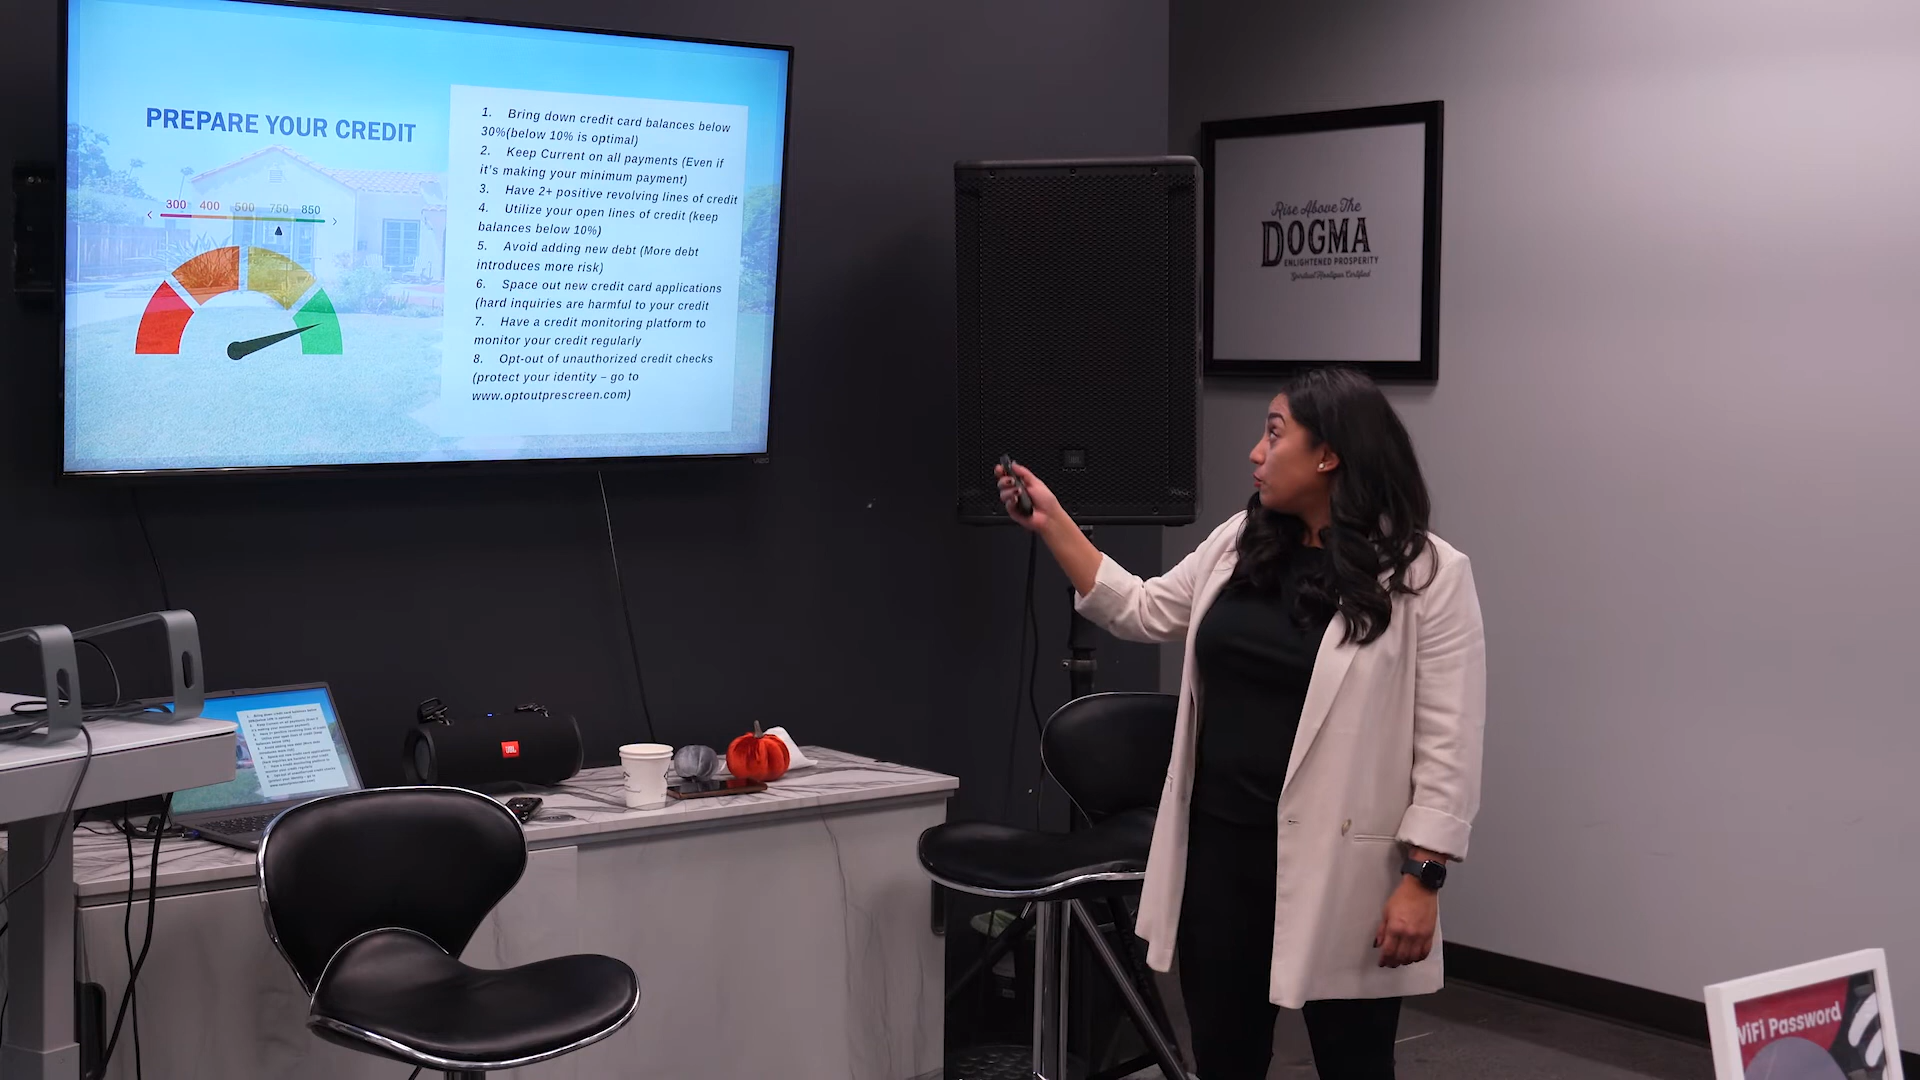 PREPARE YOUR CREDIT
300 400 500 750 850
1. Bring down credit card balances below
30%(below 10% is optimal)
2. Keep Current on all payments (Even if
it's making your minimum payment)
3. Have 2+ positive revolving lines of credit
4. Utilize your open lines of credit (keep
balances below 10%)
5. Avoid adding new debt (More debt
introduces more risk)
6. Space out new credit card applications
(hard inquiries are harmful to your credit
7. Have a credit monitoring platform to
monitor your credit regularly
8. Opt-out of unauthorized credit checks
(protect your identity – go to
www.optoutprescreen.com)
Rise Above The
DOGMA
ENLIGHTENED PROSPERITY
Spiritual Hooligan Certified
JBL
WiFi Password